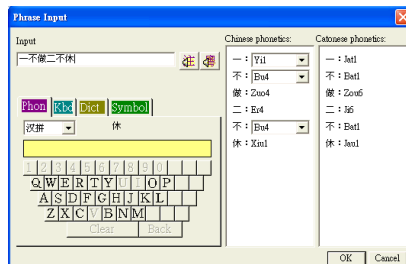 Phrase Input
Input
一不做二不休
Phon Kbd Dict Symbol
汉拼 休
1 2 3 4 5 6 7 8 9 0
Q W E R T Y U I O P
A S D F G H J K L
Z X C V B N M
Clear Back
Chinese phonetics:
一：Yi1
不：Bu4
做：Zuo4
二：Er4
不：Bu4
休：Xiu1
Catonese phonetics:
一：Jat1
不：Bat1
做：Zou6
二：Ji6
不：Bat1
休：Jau1
OK Cancel